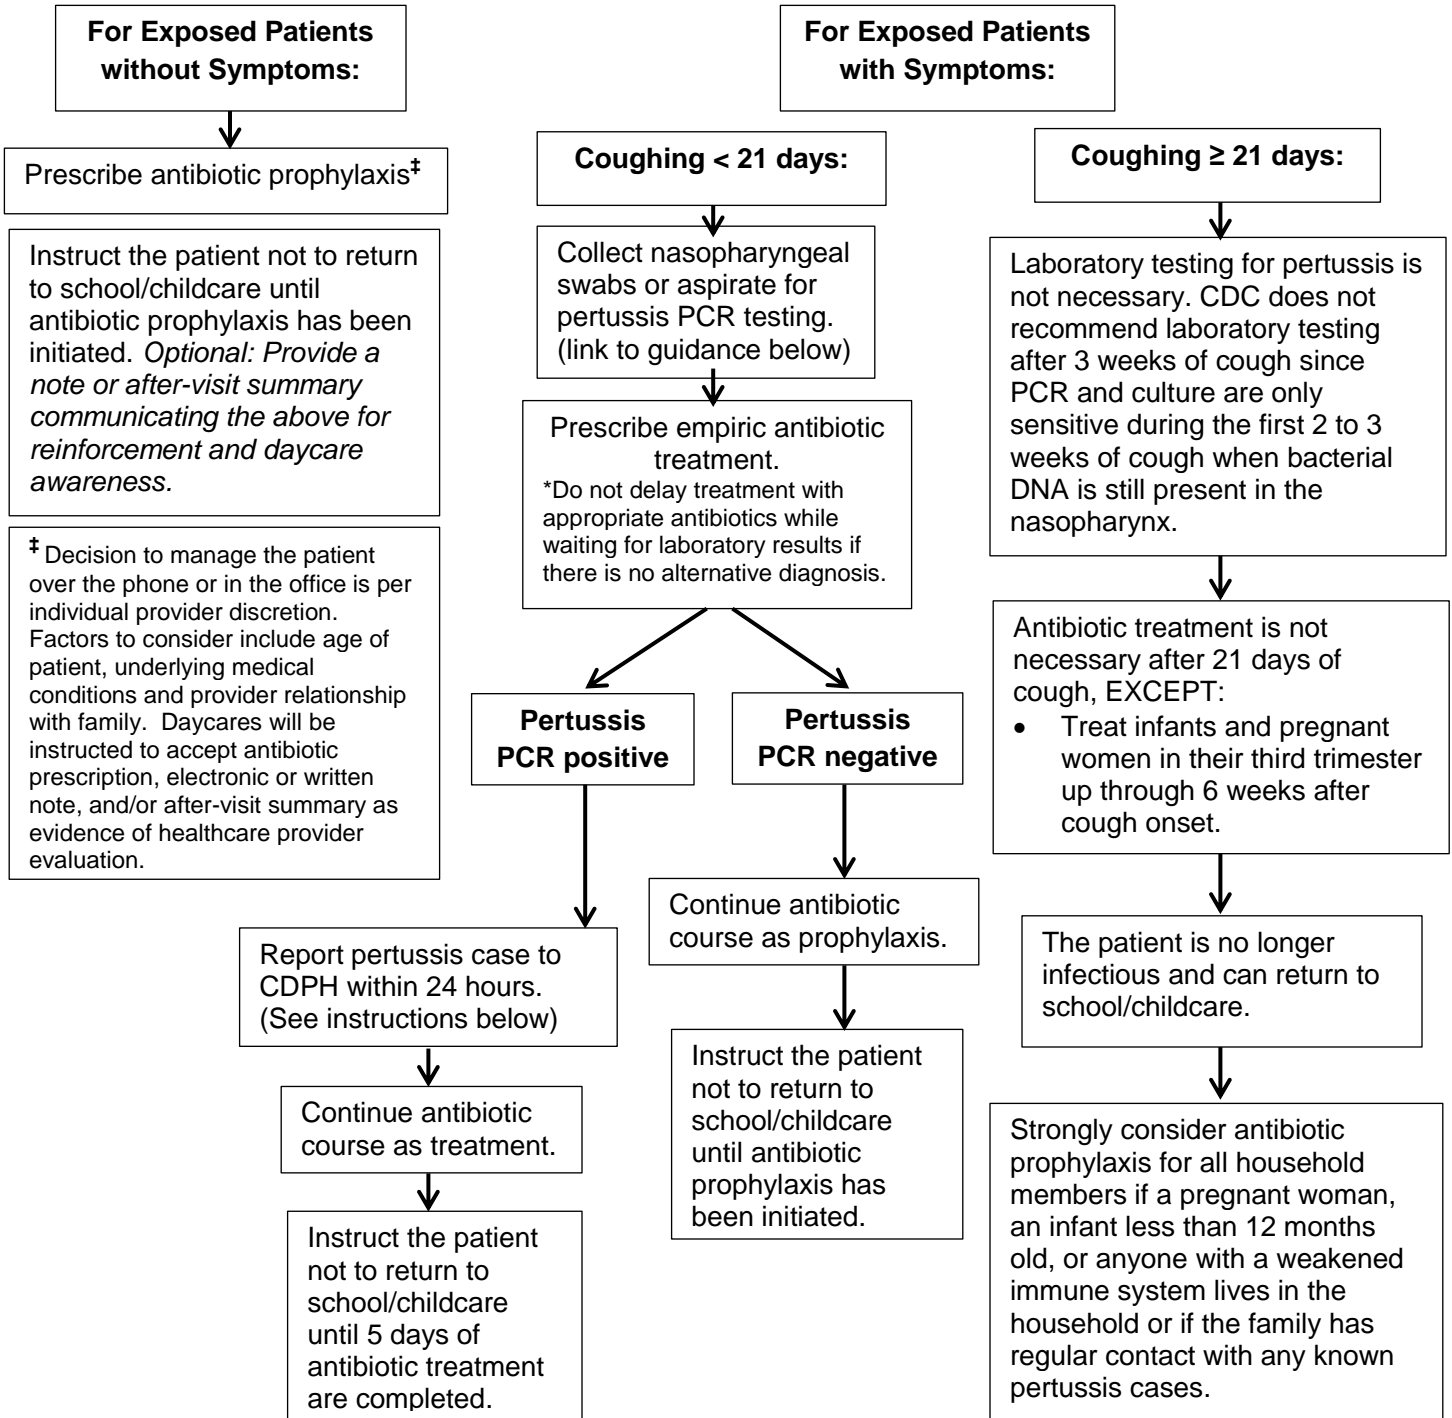 For Exposed Patients
without Symptoms:
Prescribe antibiotic prophylaxis‡
Instruct the patient not to return
to school/childcare until
antibiotic prophylaxis has been
initiated. Optional: Provide a
note or after-visit summary
communicating the above for
reinforcement and daycare
awareness.
‡ Decision to manage the patient
over the phone or in the office is per
individual provider discretion.
Factors to consider include age of
patient, underlying medical
conditions and provider relationship
with family. Daycares will be
instructed to accept antibiotic
prescription, electronic or written
note, and/or after-visit summary as
evidence of healthcare provider
evaluation.
For Exposed Patients
with Symptoms:
Coughing < 21 days:
Collect nasopharyngeal
swabs or aspirate for
pertussis PCR testing.
(link to guidance below)
Prescribe empiric antibiotic
treatment.
*Do not delay treatment with
appropriate antibiotics while
waiting for laboratory results if
there is no alternative diagnosis.
Pertussis
PCR positive
Report pertussis case to
CDPH within 24 hours.
(See instructions below)
Continue antibiotic
course as treatment.
Instruct the patient
not to return to
school/childcare
until 5 days of
antibiotic treatment
are completed.
Pertussis
PCR negative
Continue antibiotic
course as prophylaxis.
Instruct the patient
not to return to
school/childcare
until antibiotic
prophylaxis has
been initiated.
Coughing ≥ 21 days:
Laboratory testing for pertussis is
not necessary. CDC does not
recommend laboratory testing
after 3 weeks of cough since
PCR and culture are only
sensitive during the first 2 to 3
weeks of cough when bacterial
DNA is still present in the
nasopharynx.
Antibiotic treatment is not
necessary after 21 days of
cough, EXCEPT:
• Treat infants and pregnant
women in their third trimester
up through 6 weeks after
cough onset.
The patient is no longer
infectious and can return to
school/childcare.
Strongly consider antibiotic
prophylaxis for all household
members if a pregnant woman,
an infant less than 12 months
old, or anyone with a weakened
immune system lives in the
household or if the family has
regular contact with any known
pertussis cases.